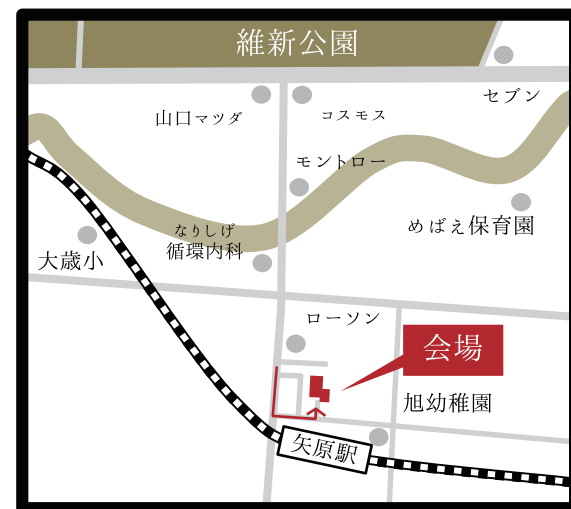 維新公園
セブン
山口マツダ
コスモス
モントロー
めばえ保育園
なりしげ
循環内科
大歳小
ローソン
会場
旭幼稚園
矢原駅